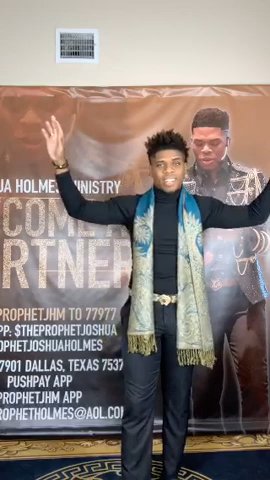 UA HOLMES MINISTRY
COME A
RTNER
PROPHETJHM TO 77977
PP: $THEPROPHETJOSHUA
OPHETJOSHUAHOLMES
7901 DALLAS, TEXAS 7537
PUSHPAY APP
PROPHETJHM APP
ROPHETHOLMES@AOL.CO